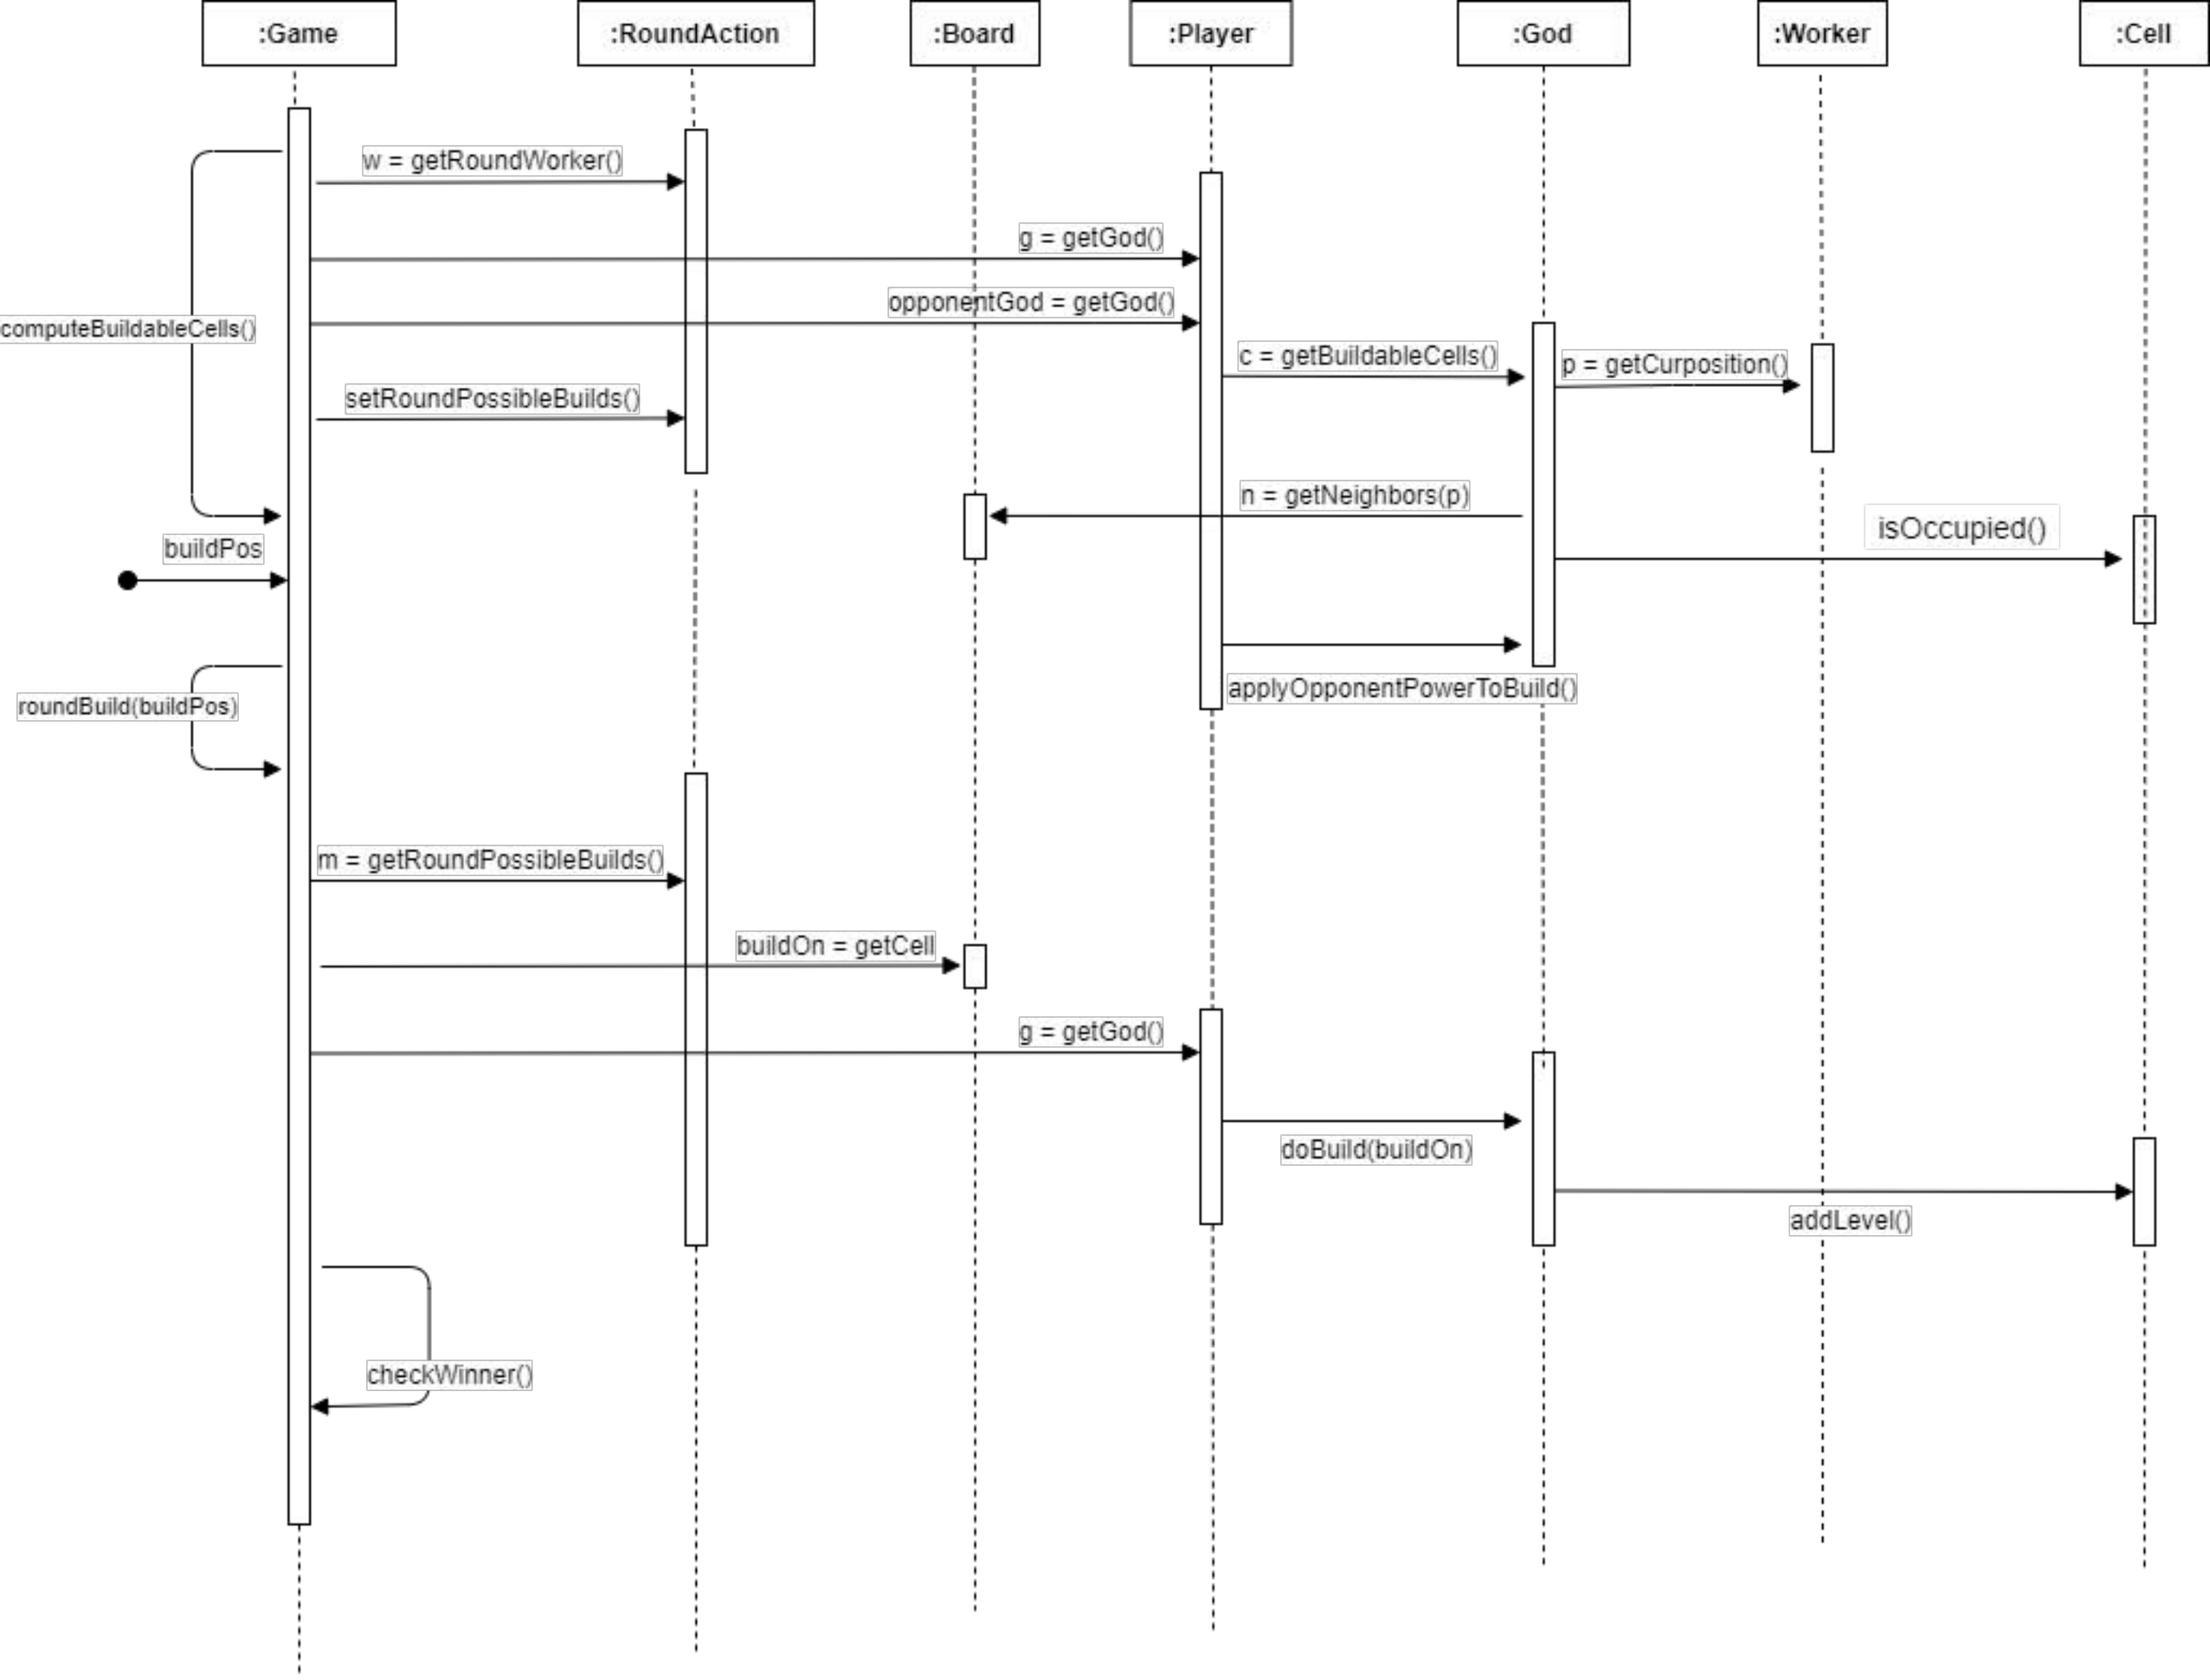 :Game
:RoundAction
:Board
:Player
:God
:Worker
:Cell
w = getRoundWorker()
g = getGod()
opponentGod = getGod()
computeBuildableCells()
c = getBuildableCells()
p = getCurposition()
setRoundPossibleBuilds()
n = getNeighbors(p)
isOccupied()
buildPos
applyOpponentPowerToBuild()
roundBuild(buildPos)
m = getRoundPossibleBuilds()
buildOn = getCell
g = getGod()
doBuild(buildOn)
addLevel()
checkWinner()